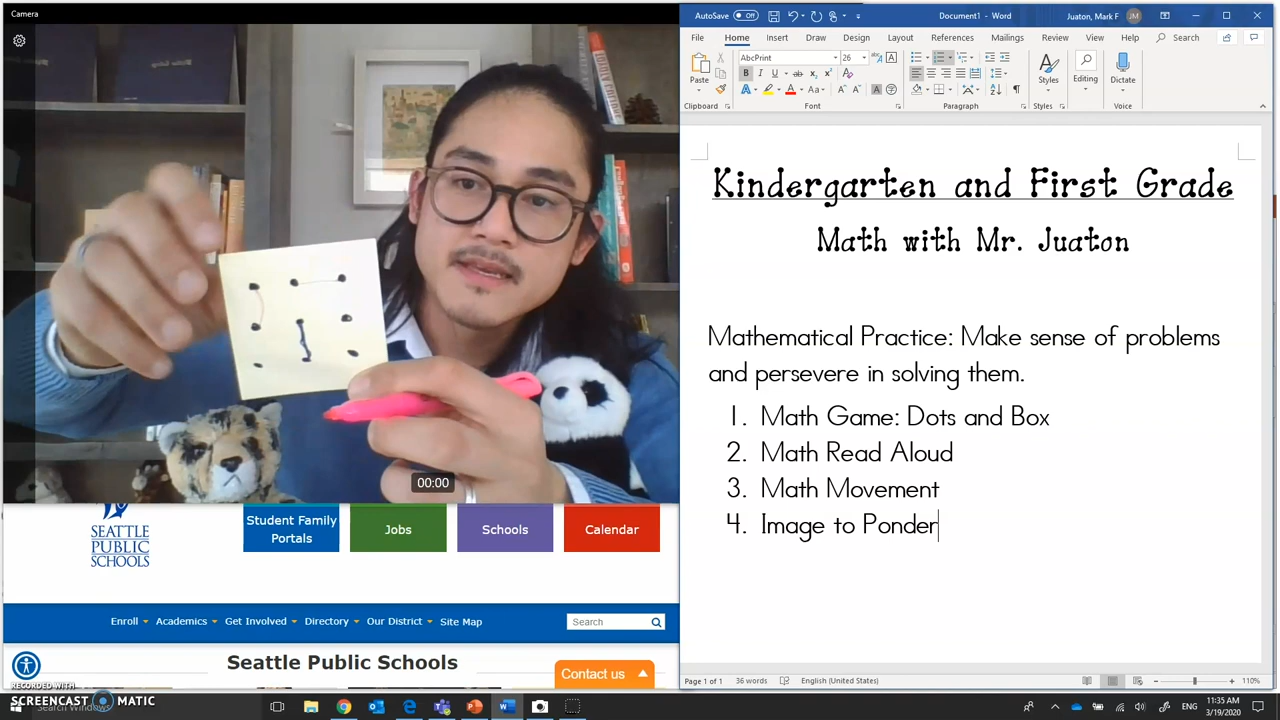 Camera
AutoSave Off Document1 - Word Juaton, Mark F JM
File Home Insert Draw Design Layout References Mailings Review View Help Search
Paste
AbcPrint 26
Styles
Editing
Dictate
Clipboard Font Paragraph Styles Voice
Kindergarten and First Grade
Math with Mr. Juaton
Mathematical Practice: Make sense of problems
and persevere in solving them.
1. Math Game: Dots and Box
2. Math Read Aloud
3. Math Movement
4. Image to Ponder
00:00
SEATTLE
PUBLIC
SCHOOLS
Student Family
Portals
Jobs
Schools
Calendar
Enroll Academics Get Involved Directory Our District Site Map
Search
Seattle Public Schools
Contact us
Page 1 of 1 36 words English (United States) 110%
RECORDED WITH
SCREENCAST MATIC
Search Windows
ENG
11:35 AM
3/19/2020